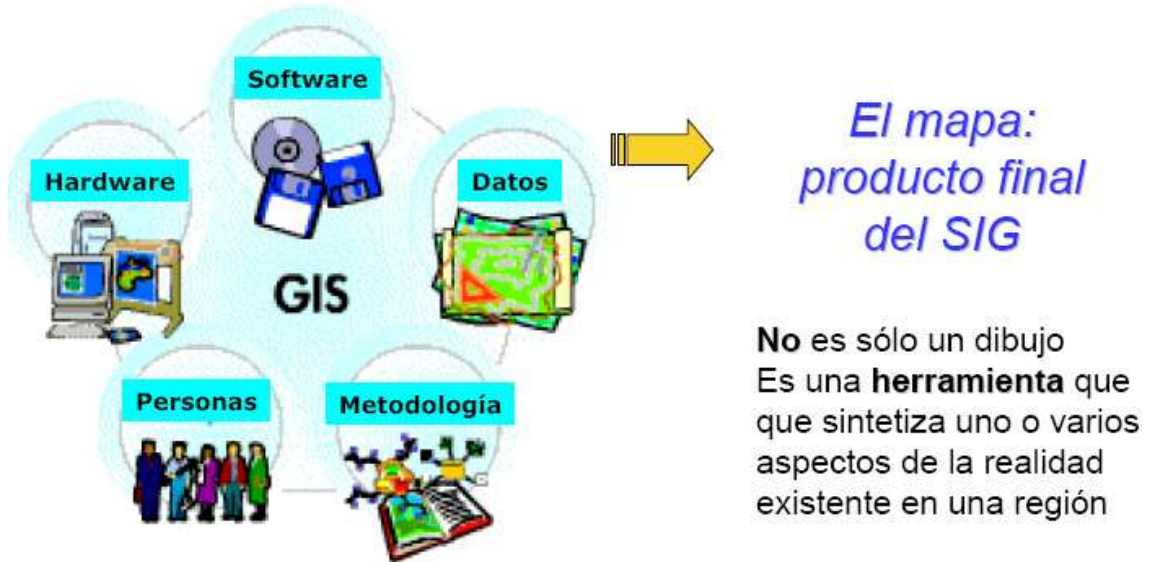 Software
Hardware
Datos
GIS
Personas
Metodología
El mapa:
producto final
del SIG
No es sólo un dibujo
Es una herramienta que
que sintetiza uno o varios
aspectos de la realidad
existente en una región